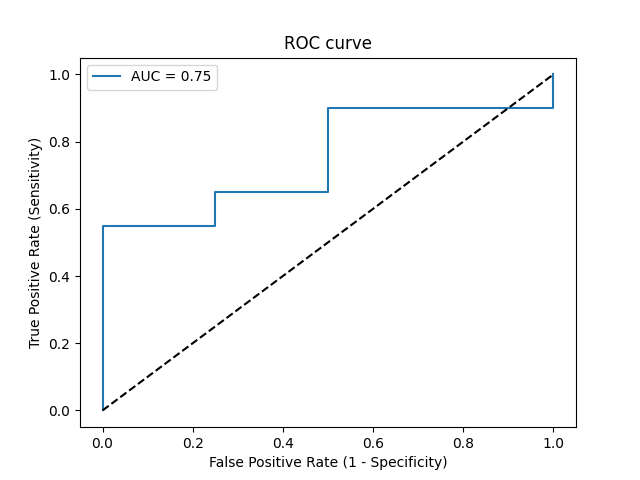 ROC curve
AUC = 0.75
True Positive Rate (Sensitivity)
1.0
0.8
0.6
0.4
0.2
0.0
0.0 0.2 0.4 0.6 0.8 1.0
False Positive Rate (1 - Specificity)